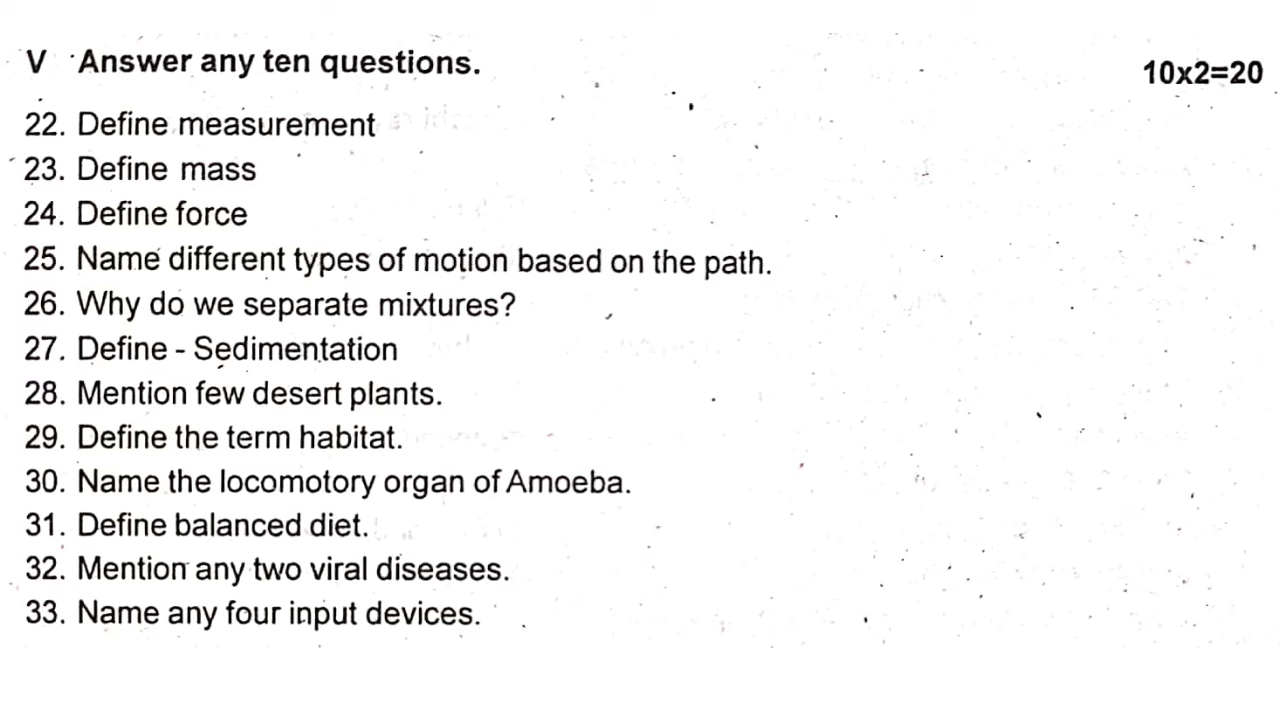 V Answer any ten questions. 10x2=20
22. Define measurement
23. Define mass
24. Define force
25. Name different types of motion based on the path.
26. Why do we separate mixtures?
27. Define - Sedimentation
28. Mention few desert plants.
29. Define the term habitat.
30. Name the locomotory organ of Amoeba.
31. Define balanced diet.
32. Mention any two viral diseases.
33. Name any four input devices.